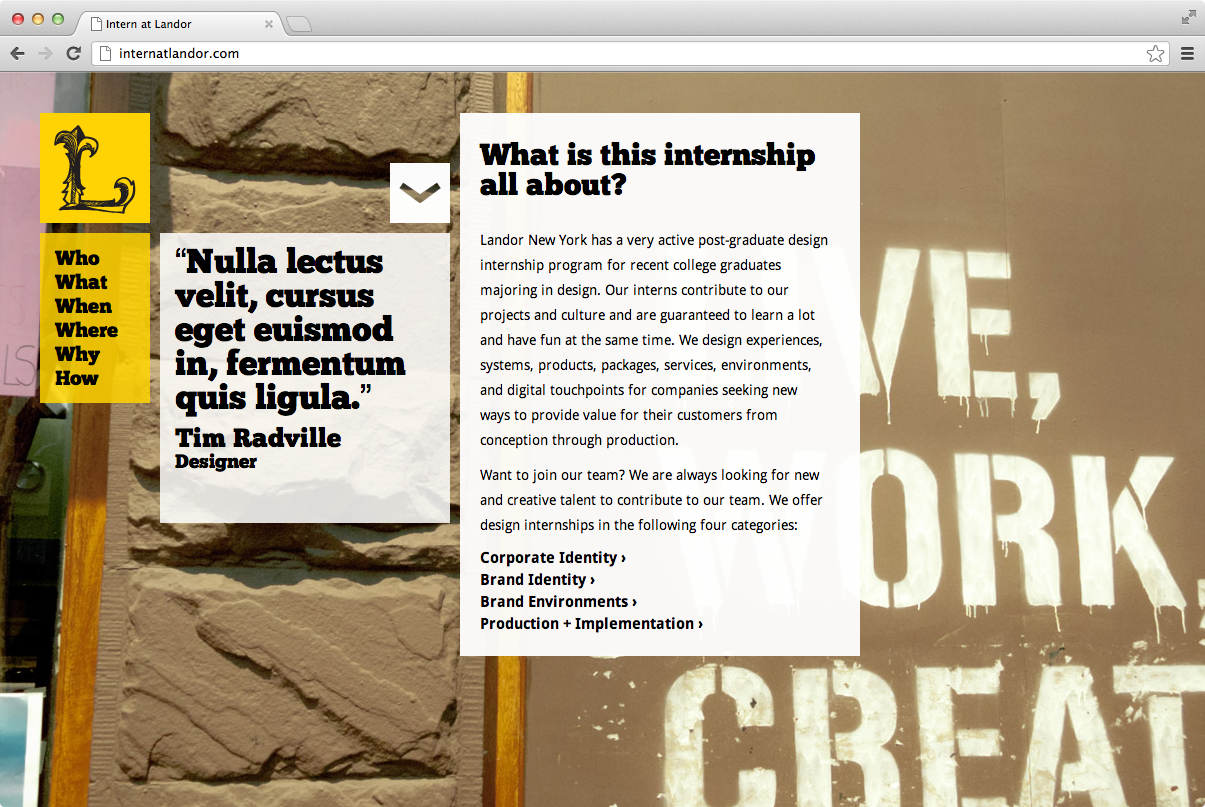 Intern at Landor
internatlandor.com
L
Who
What
When
Where
Why
How
“Nulla lectus
velit, cursus
eget euismod
in, fermentum
quis ligula.”
Tim Radville
Designer
What is this internship
all about?
Landor New York has a very active post-graduate design
internship program for recent college graduates
majoring in design. Our interns contribute to our
projects and culture and are guaranteed to learn a lot
and have fun at the same time. We design experiences,
systems, products, packages, services, environments,
and digital touchpoints for companies seeking new
ways to provide value for their customers from
conception through production.
Want to join our team? We are always looking for new
and creative talent to contribute to our team. We offer
design internships in the following four categories:
Corporate Identity ›
Brand Identity ›
Brand Environments ›
Production + Implementation ›
VE,
WORK,
CREAT